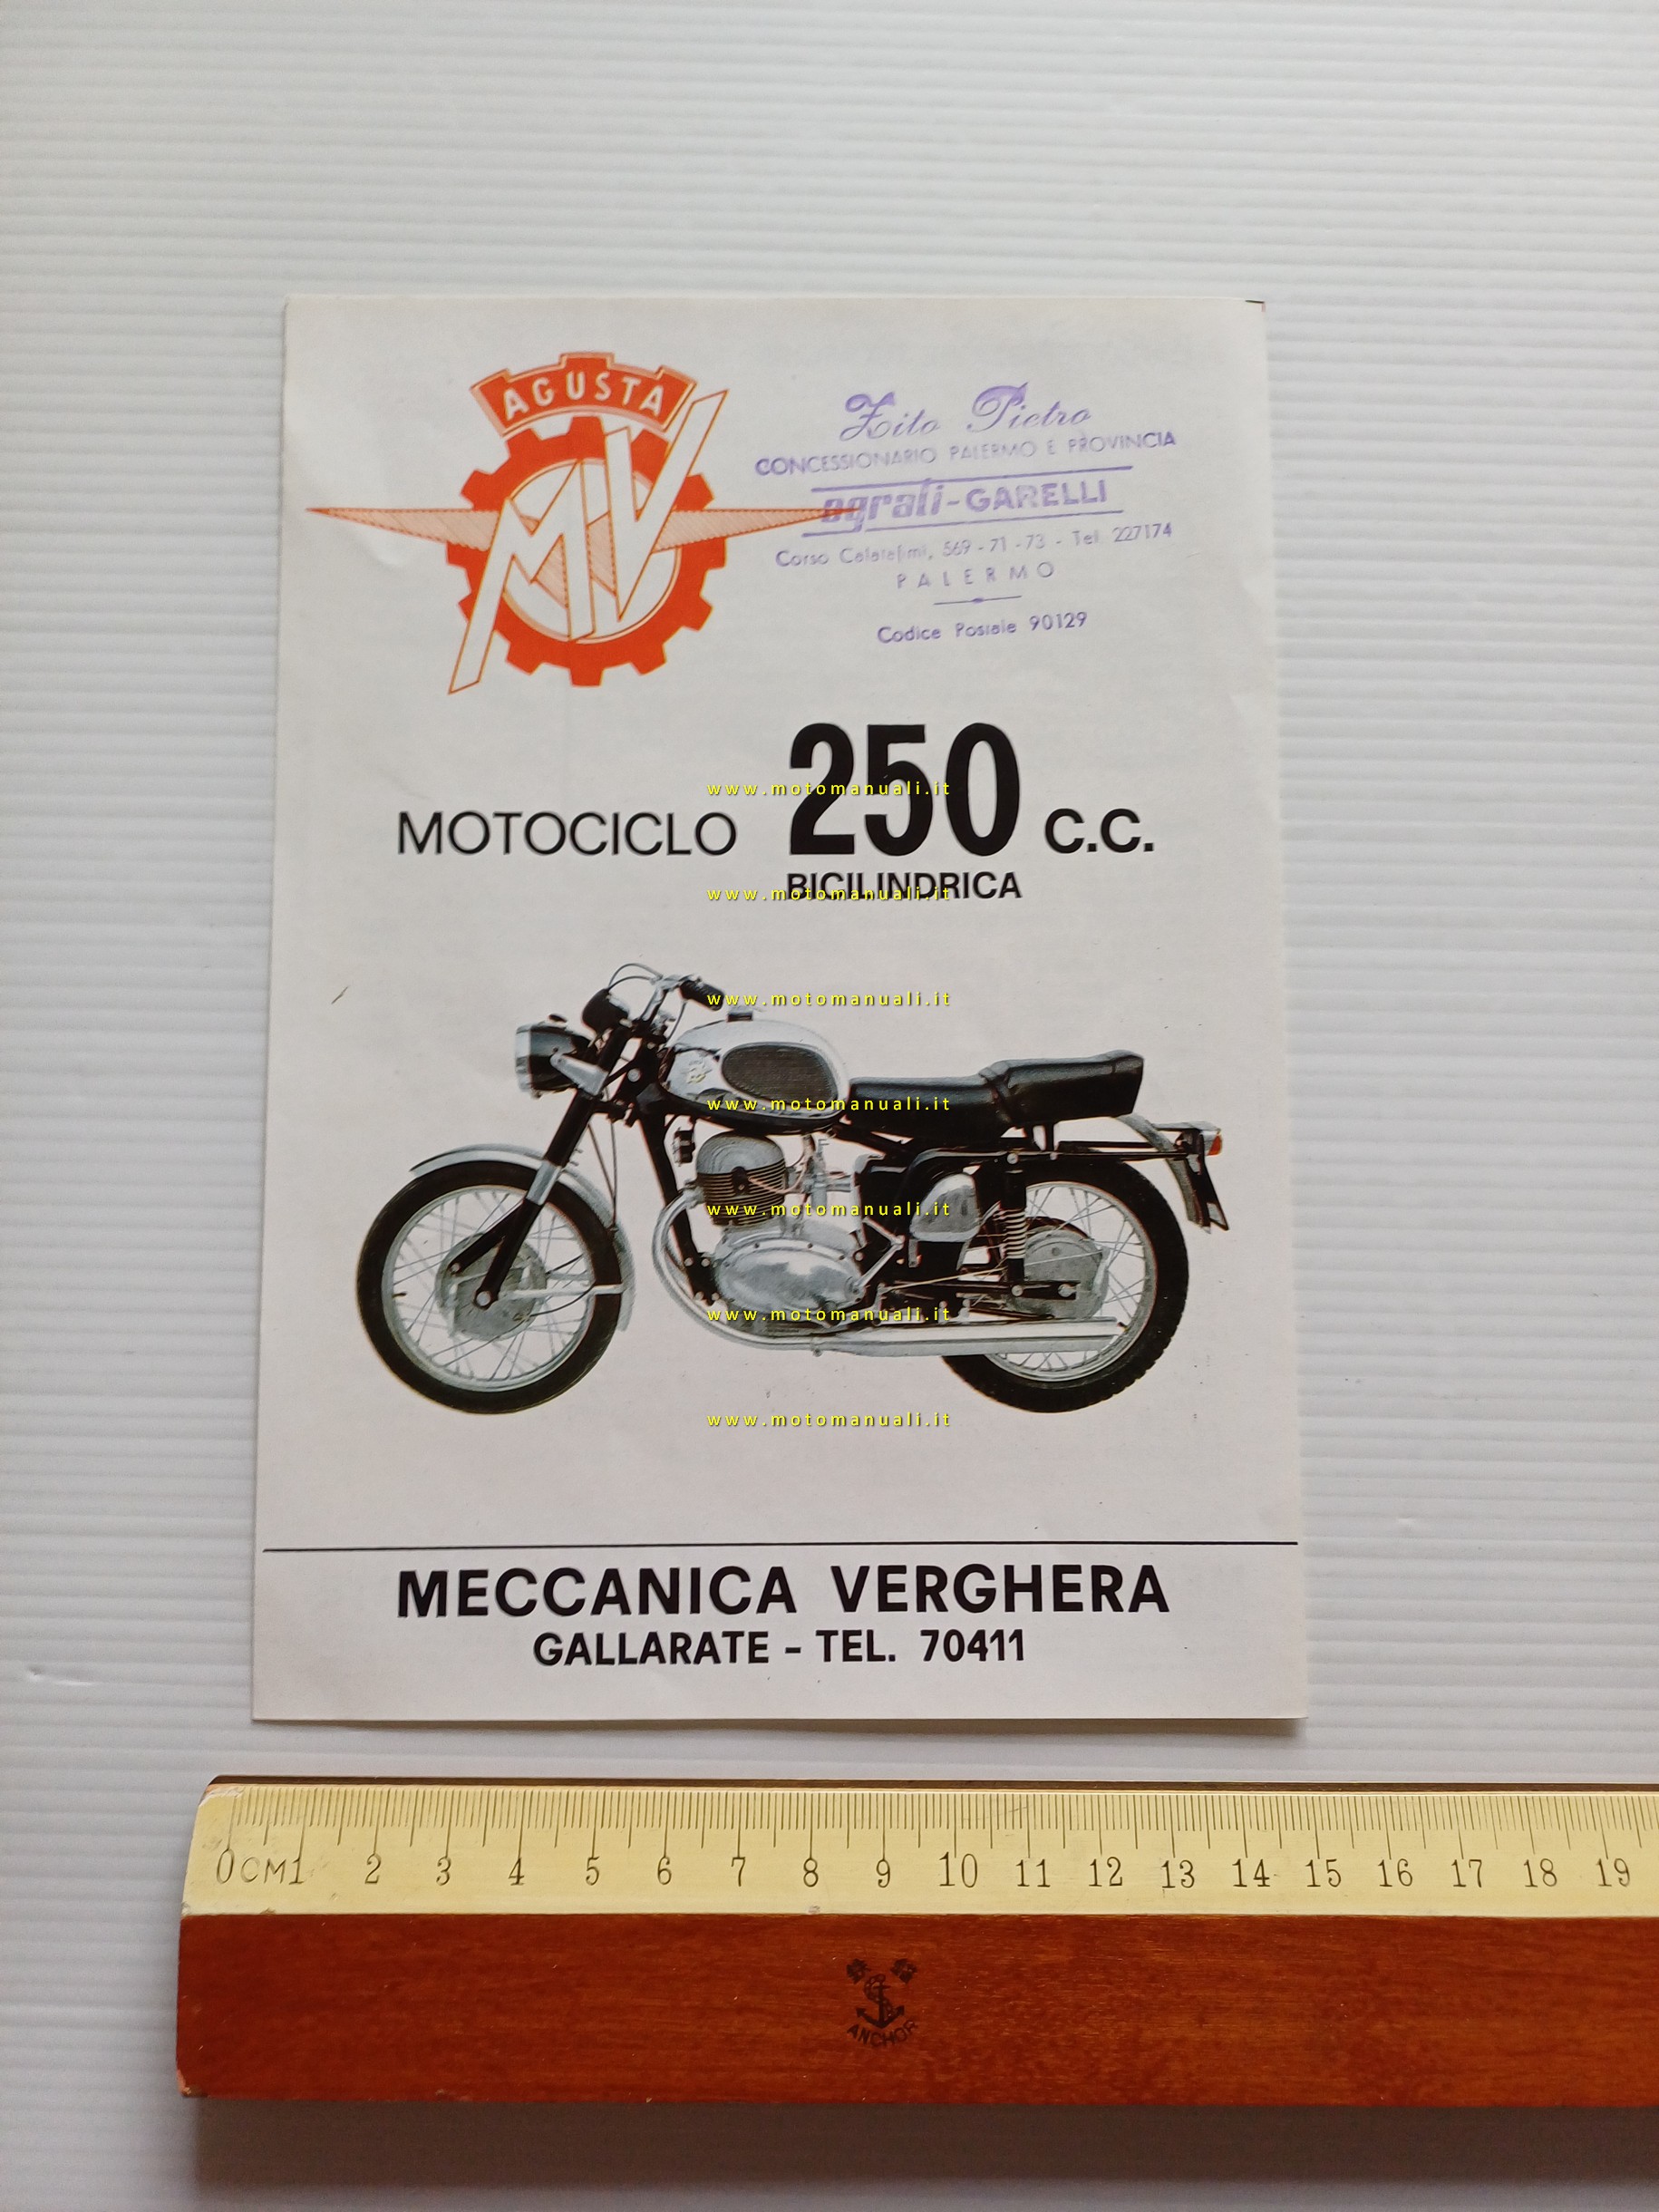 AGUSTA
MV
Zito Pietro
CONCESSIONARIO PALERMO E PROVINCIA
agrati-GARELLI
Corso Calatafimi, 569-71-73 - Tel. 227174
PALERMO
Codice Postale 90129
MOTOCICLO 250 C.C.
BICILINDRICA
www.motomanuali.it
www.motomanuali.it
www.motomanuali.it
www.motomanuali.it
www.motomanuali.it
www.motomanuali.it
www.motomanuali.it
MECCANICA VERGHERA
GALLARATE - TEL. 70411
0CM1 2 3 4 5 6 7 8 9 10 11 12 13 14 15 16 17 18 19
ANCHOR